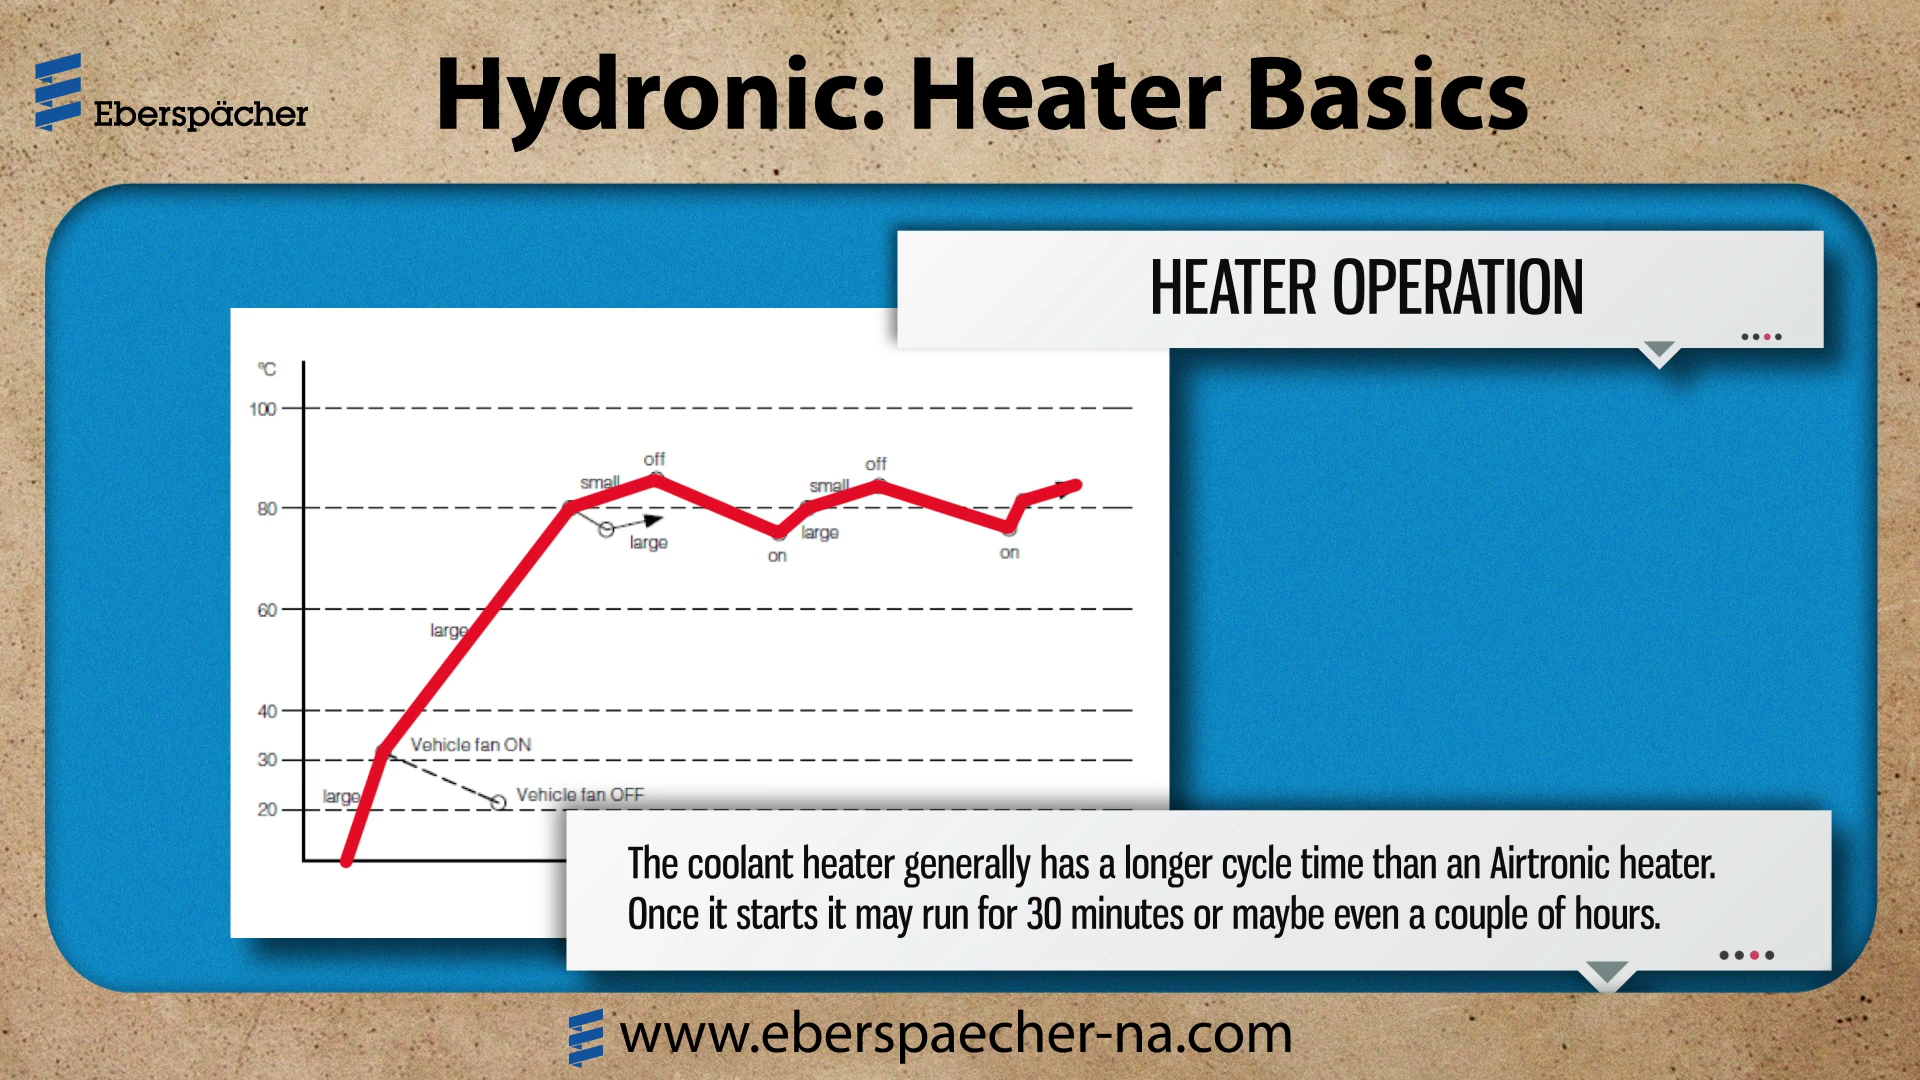 Eberspächer
Hydronic: Heater Basics
HEATER OPERATION
°C
100
80
60
40
30
20
large
large
Vehicle fan ON
Vehicle fan OFF
small
off
large
on
small
large
off
on
The coolant heater generally has a longer cycle time than an Airtronic heater.
Once it starts it may run for 30 minutes or maybe even a couple of hours.
www.eberspaecher-na.com